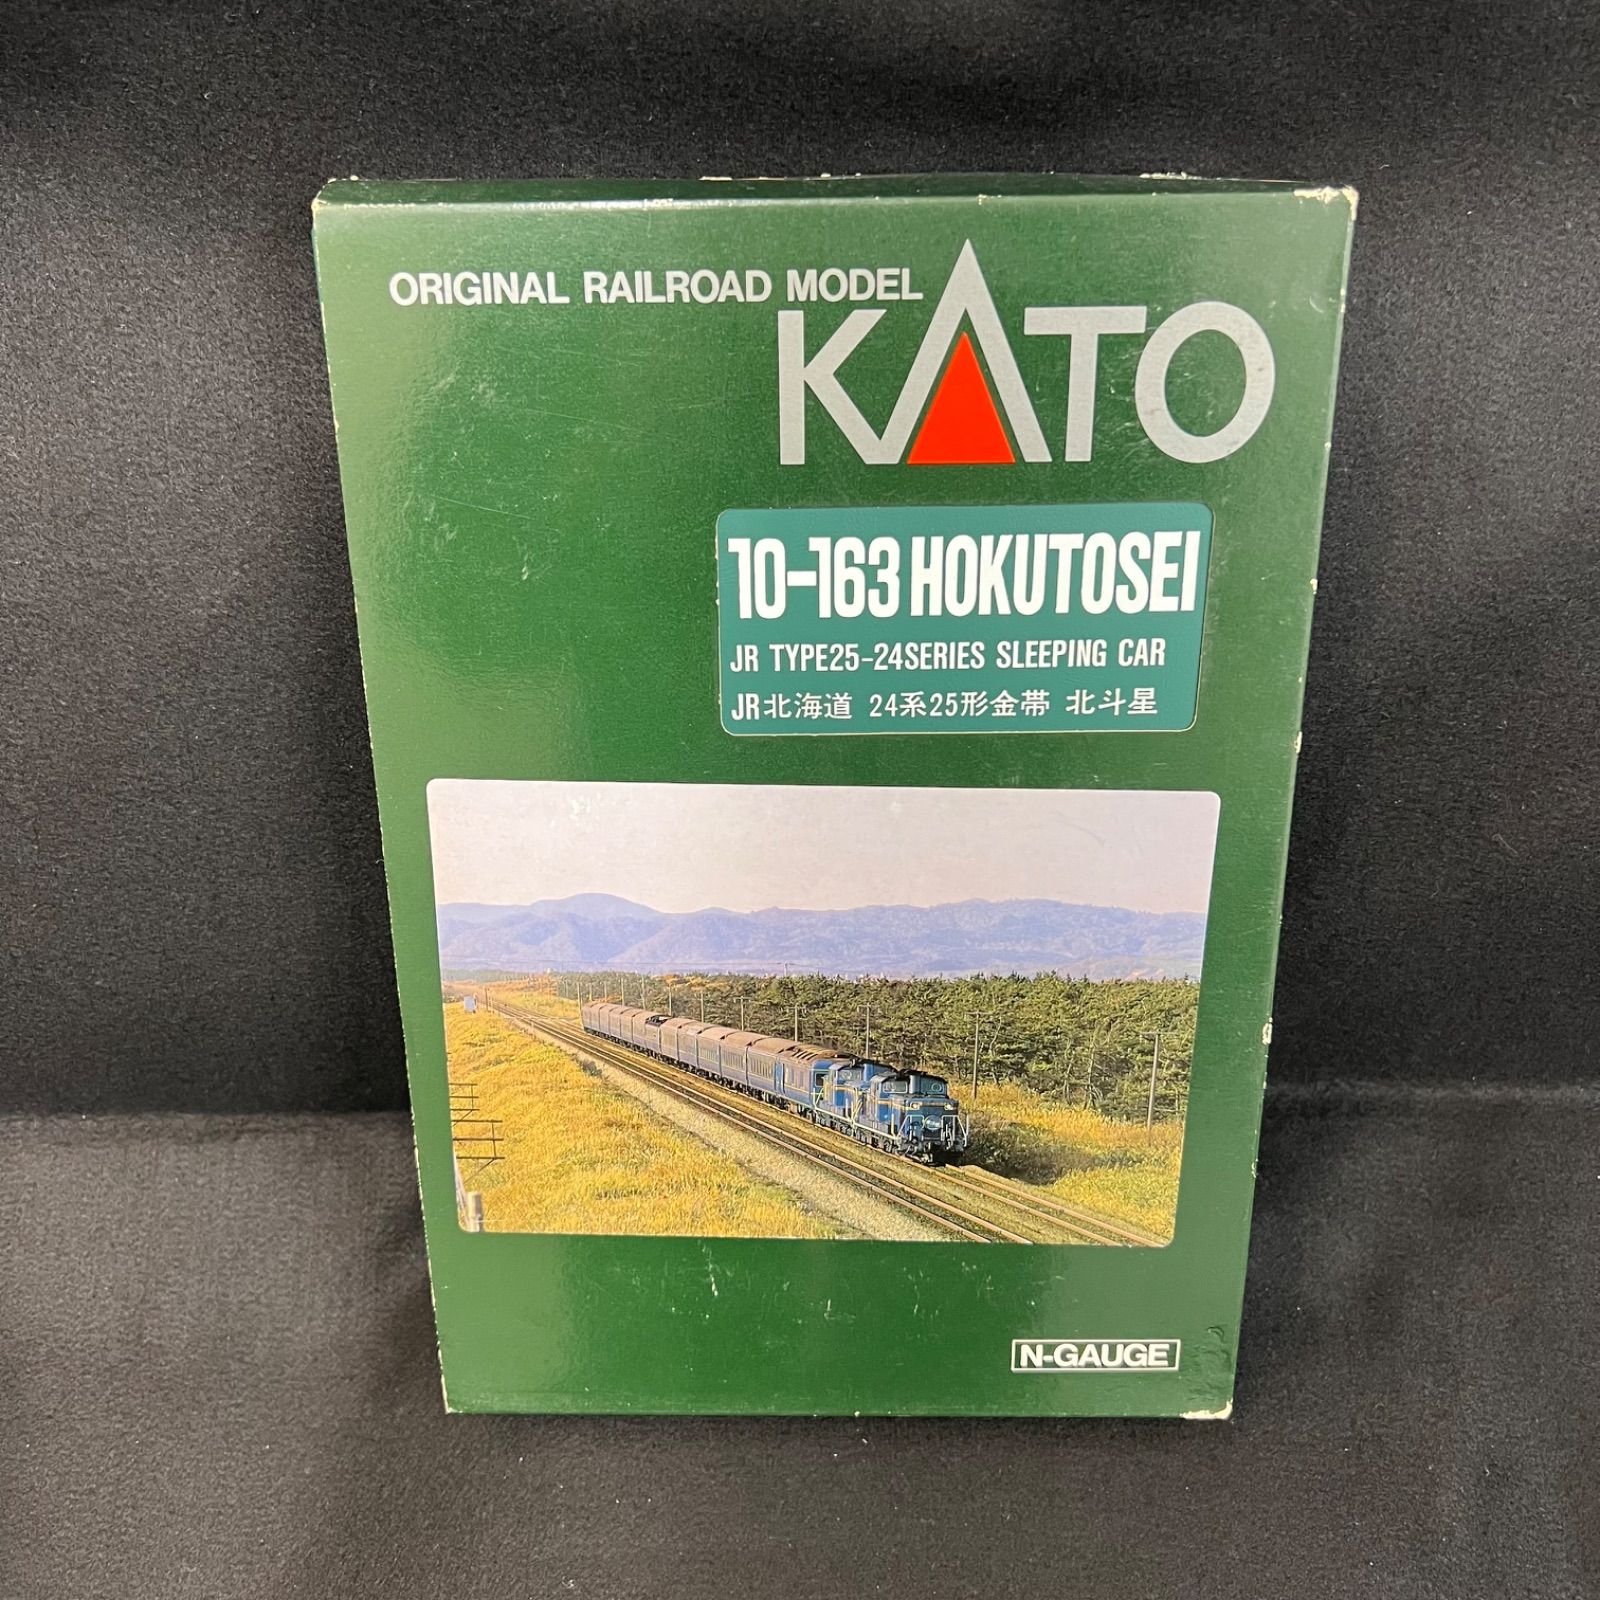 ORIGINAL RAILROAD MODEL
KATO
10-163 HOKUTOSEI
JR TYPE25-24SERIES SLEEPING CAR
JR北海道 24系25形金帯 北斗星
N-GAUGE